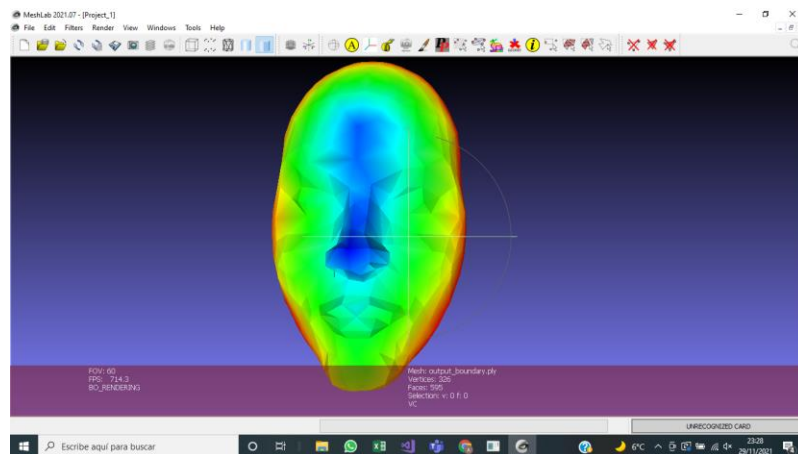 MeshLab 2021.07 - [Project_1]
File Edit Filters Render View Windows Tools Help
FOV: 60
FPS: 714.3
BO_RENDERING
Mesh: output_boundary.ply
Vertices: 326
Faces: 595
Selection: v: 0 f: 0
VC
UNRECOGNIZED CARD
Escribe aquí para buscar
6°C
23:28
29/11/2021